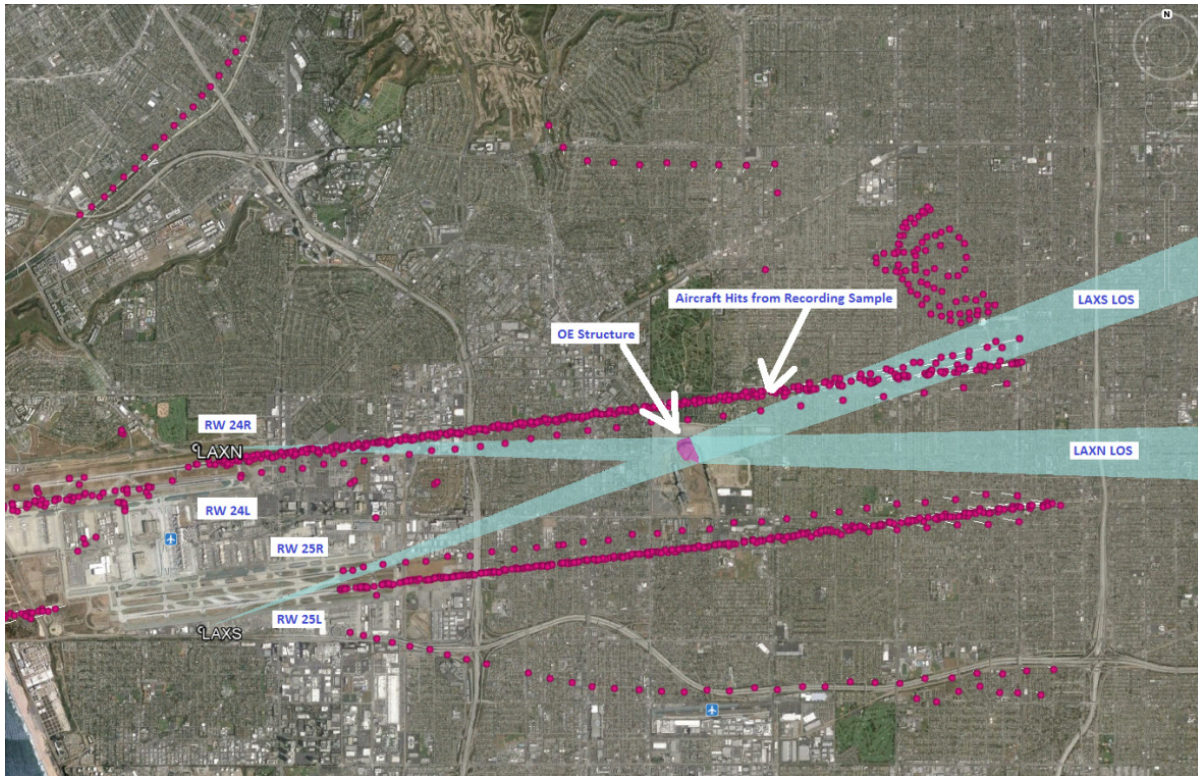 N
Aircraft Hits from Recording Sample
LAXS LOS
OE Structure
RW 24R
LAXN
LAXN LOS
RW 24L
RW 25R
RW 25L
LAXS